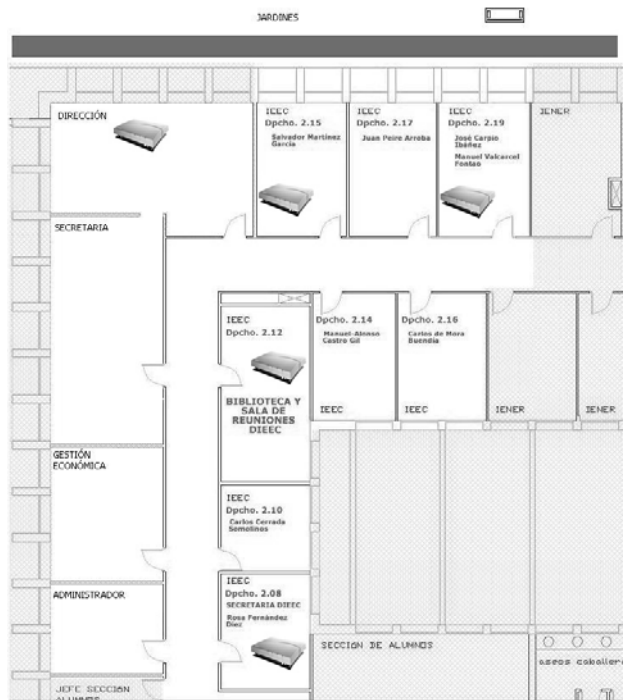 JARDINES
DIRECCIÓN
IEEC
Dpcho. 2.15
Salvador Martínez
García
IEEC
Dpcho. 2.17
Juan Peire Arroba
IEEC
Dpcho. 2.19
José Carpio
Ibáñez
Manuel Valcarcel
Fontao
IENER
SECRETARIA
IEEC
Dpcho. 2.12
BIBLIOTECA Y
SALA DE
REUNIONES
DIEEC
Dpcho. 2.14
Manuel-Alonso
Castro Gil
IEEC
Dpcho. 2.16
Carlos de Mora
Buendía
IEEC
IENER
IENER
GESTIÓN
ECONÓMICA
IEEC
Dpcho. 2.10
Carlos Cerrada
Somolinos
ADMINISTRADOR
IEEC
Dpcho. 2.08
SECRETARIA DIEEC
Rosa Fernández
Diez
JEFE SECCION
ALUMNOS
SECCION DE ALUMNOS
aseos caballero